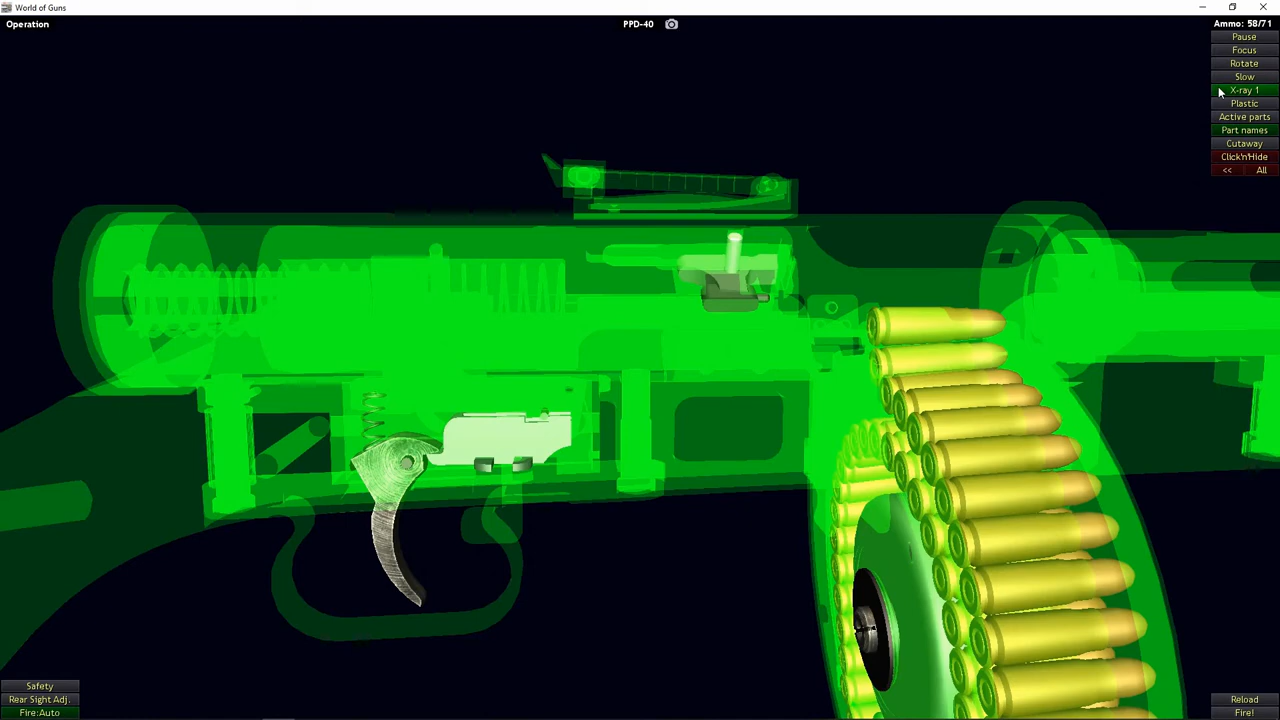 World of Guns
Operation
PPD-40
Ammo: 58/71
Pause
Focus
Rotate
Slow
X-ray 1
Plastic
Active parts
Part names
Cutaway
Click'n'Hide
<< All
Safety
Rear Sight Adj.
Fire:Auto
Reload
Fire!